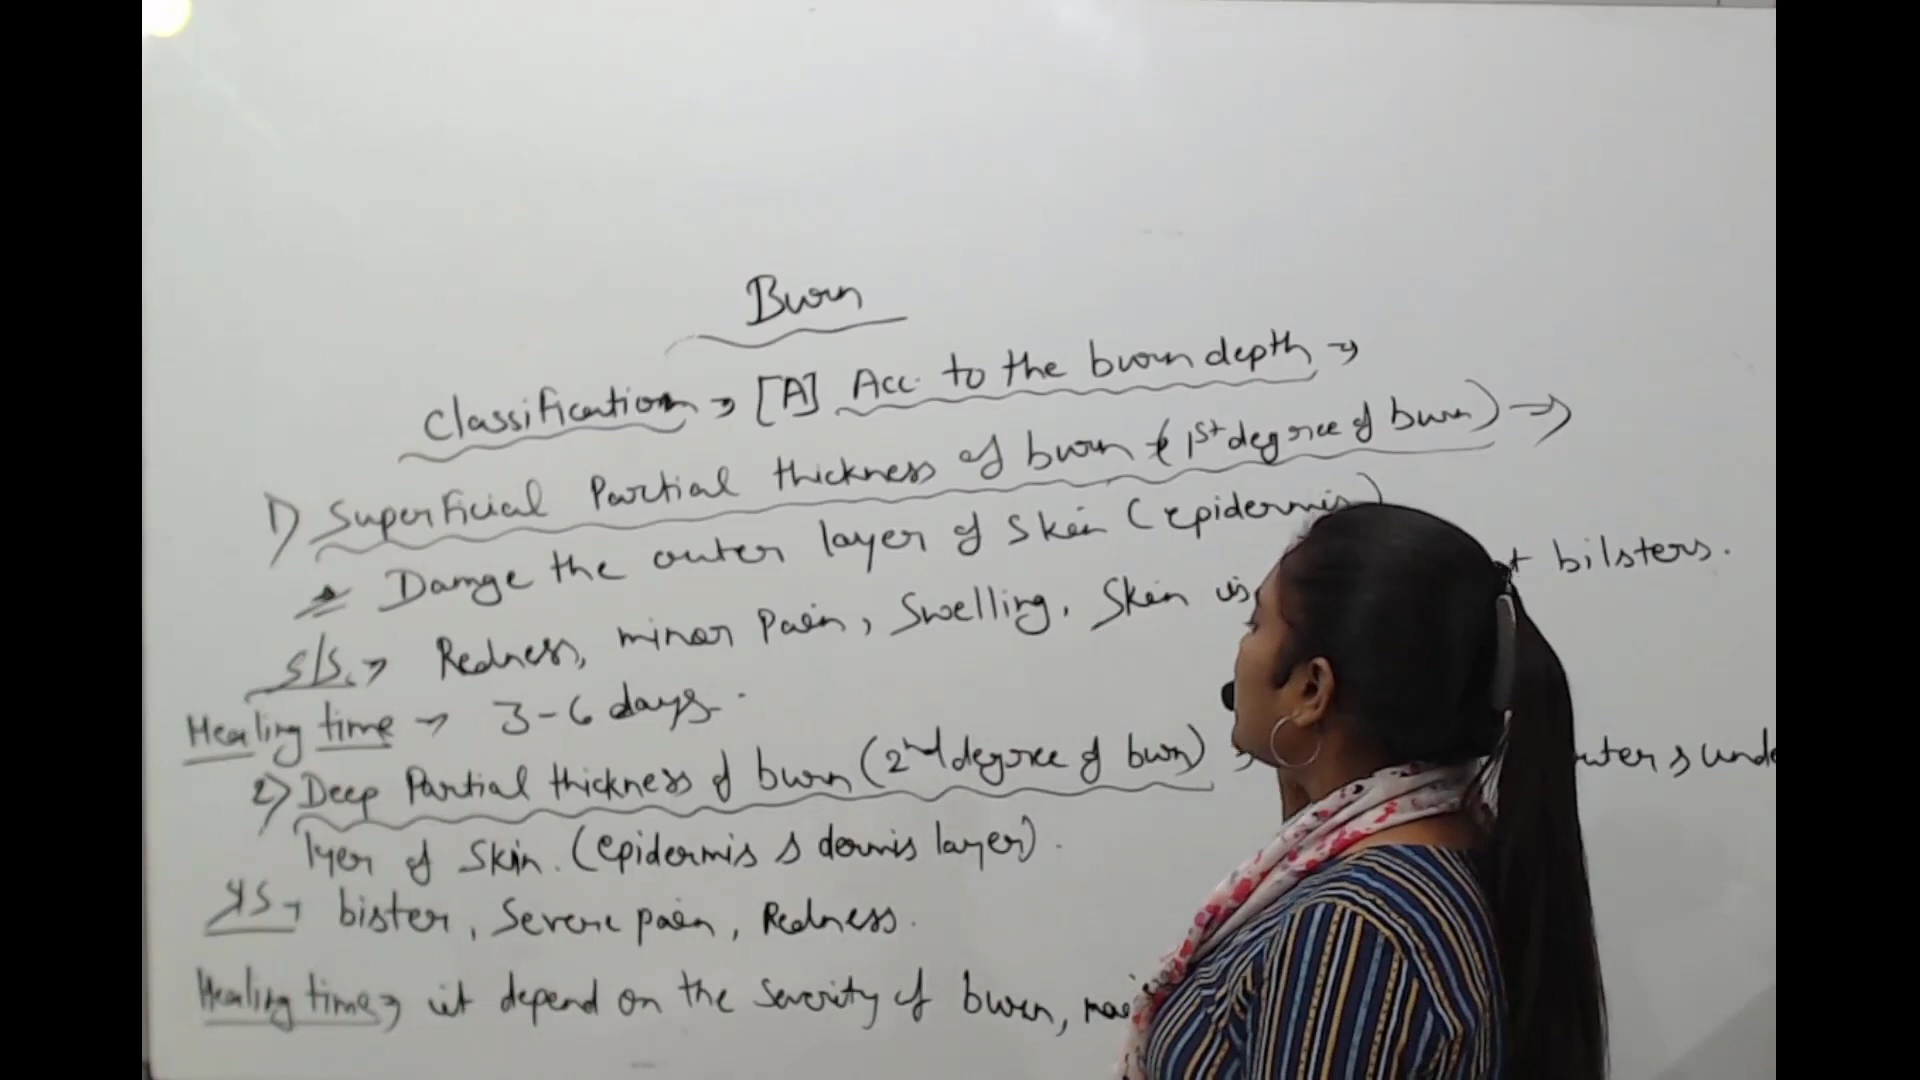 Burn
Classification → [A] Acc. to the burn depth →
1) Superficial Partial thickness of burn (1st degree of burn) →
Damge the outer layer of Skin (epidermis)
S/S. → Redness, minor Pain, Swelling, Skin bilsters.
Healing time → 3-6 days.
2) Deep Partial thickness of burn (2nd degree of burn)
lyer of Skin. (epidermis & dermis layer).
S/S → bister, Severe pain, Redness.
Healing time → it depend on the Severity of burn,